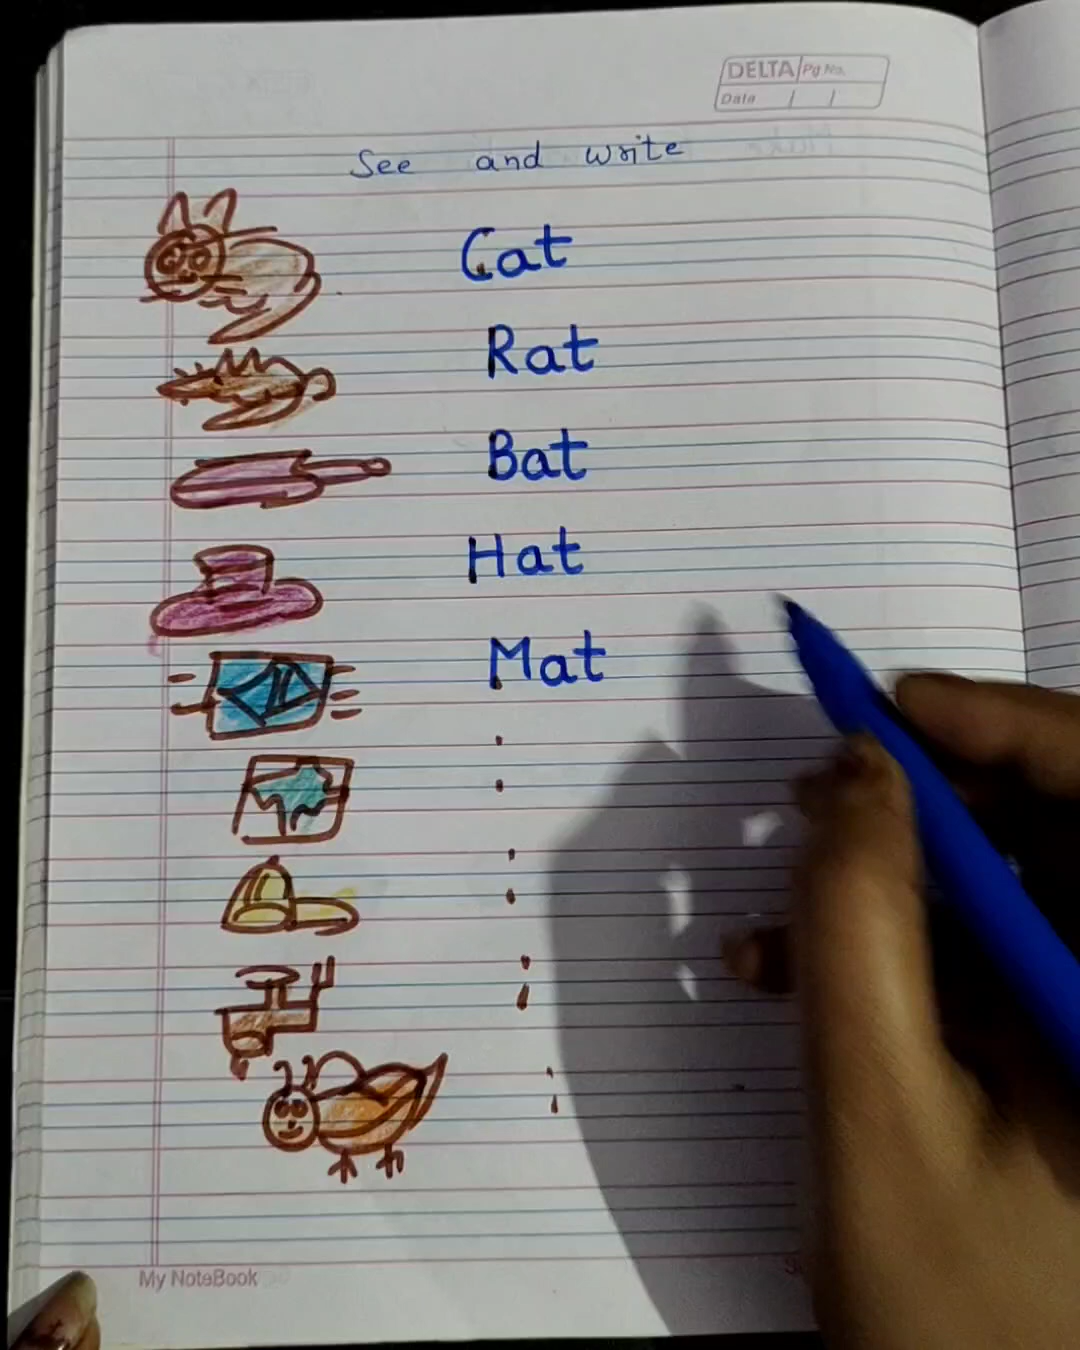 DELTA Pg No.
Date / /
See and write
Cat
Rat
Bat
Hat
Mat
My NoteBook